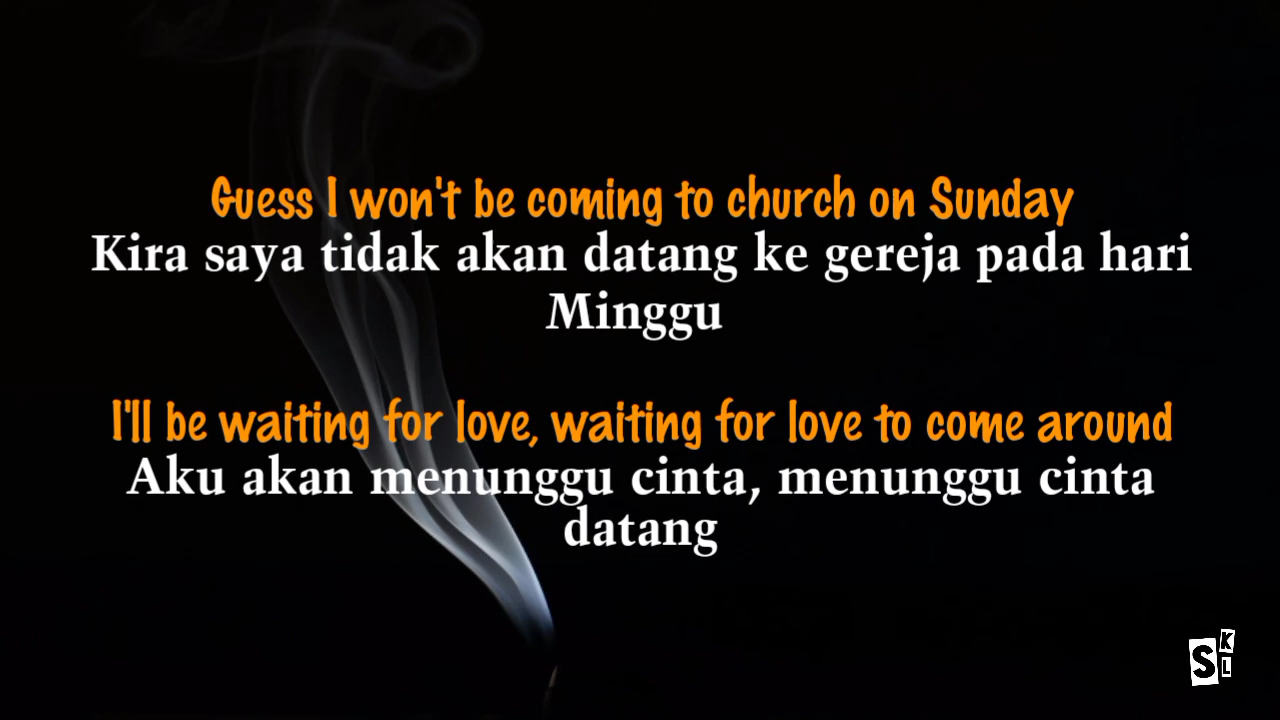 Guess I won't be coming to church on Sunday
Kira saya tidak akan datang ke gereja pada hari
Minggu
I'll be waiting for love, waiting for love to come around
Aku akan menunggu cinta, menunggu cinta
datang
SKL